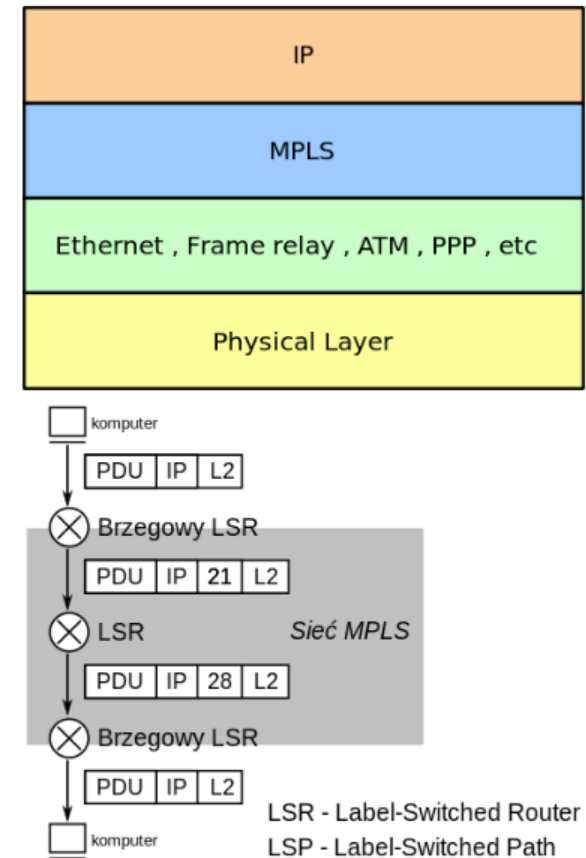 IP
MPLS
Ethernet , Frame relay , ATM , PPP , etc
Physical Layer
komputer
PDU IP L2
Brzegowy LSR
PDU IP 21 L2
LSR
Sieć MPLS
PDU IP 28 L2
Brzegowy LSR
PDU IP L2
LSR - Label-Switched Router
komputer
LSP - Label-Switched Path